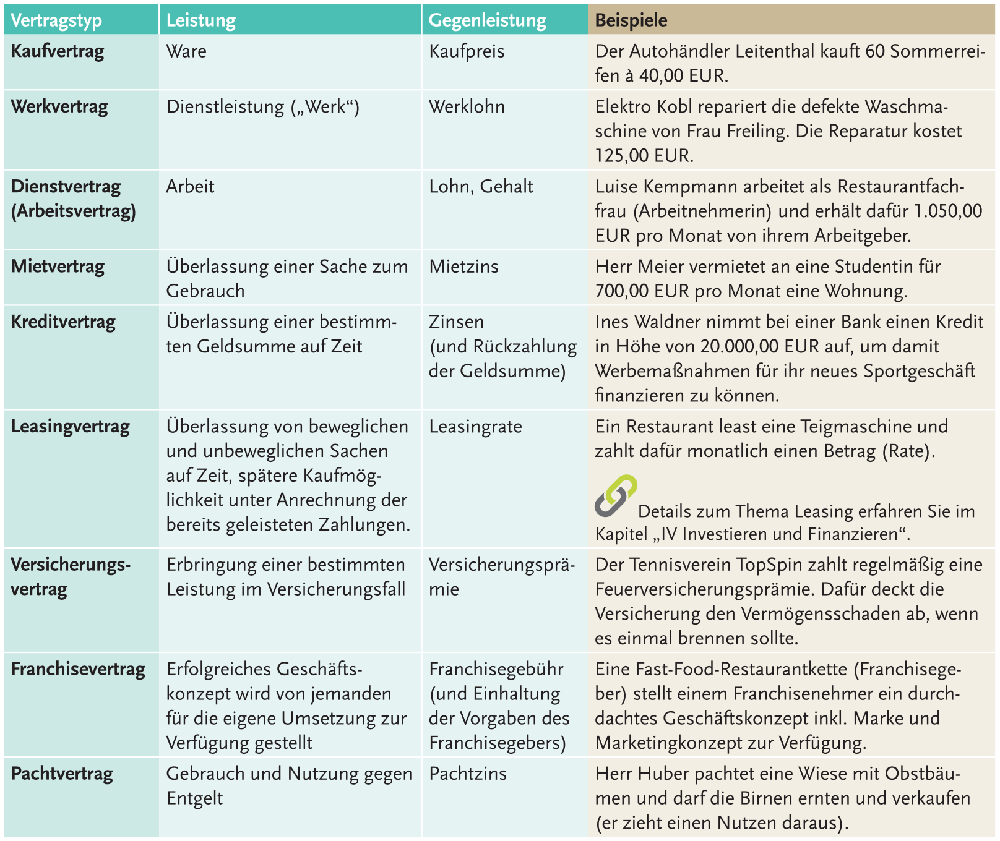 Vertragstyp
Leistung
Gegenleistung
Beispiele
Kaufvertrag
Ware
Kaufpreis
Der Autohändler Leitenthal kauft 60 Sommerrei-
fen à 40,00 EUR.
Werkvertrag
Dienstleistung („Werk“)
Werklohn
Elektro Kobl repariert die defekte Waschma-
schine von Frau Freiling. Die Reparatur kostet
125,00 EUR.
Dienstvertrag
(Arbeitsvertrag)
Arbeit
Lohn, Gehalt
Luise Kempmann arbeitet als Restaurantfach-
frau (Arbeitnehmerin) und erhält dafür 1.050,00
EUR pro Monat von ihrem Arbeitgeber.
Mietvertrag
Überlassung einer Sache zum
Gebrauch
Mietzins
Herr Meier vermietet an eine Studentin für
700,00 EUR pro Monat eine Wohnung.
Kreditvertrag
Überlassung einer bestimm-
ten Geldsumme auf Zeit
Zinsen
(und Rückzahlung
der Geldsumme)
Ines Waldner nimmt bei einer Bank einen Kredit
in Höhe von 20.000,00 EUR auf, um damit
Werbemaßnahmen für ihr neues Sportgeschäft
finanzieren zu können.
Leasingvertrag
Überlassung von beweglichen
und unbeweglichen Sachen
auf Zeit, spätere Kaufmög-
lichkeit unter Anrechnung der
bereits geleisteten Zahlungen.
Leasingrate
Ein Restaurant least eine Teigmaschine und
zahlt dafür monatlich einen Betrag (Rate).
Details zum Thema Leasing erfahren Sie im
Kapitel „IV Investieren und Finanzieren“.
Versicherungs-
vertrag
Erbringung einer bestimmten
Leistung im Versicherungsfall
Versicherungsprä-
mie
Der Tennisverein TopSpin zahlt regelmäßig eine
Feuerversicherungsprämie. Dafür deckt die
Versicherung den Vermögensschaden ab, wenn
es einmal brennen sollte.
Franchisevertrag
Erfolgreiches Geschäfts-
konzept wird von jemanden
für die eigene Umsetzung zur
Verfügung gestellt
Franchisegebühr
(und Einhaltung
der Vorgaben des
Franchisegebers)
Eine Fast-Food-Restaurantkette (Franchisege-
ber) stellt einem Franchisenehmer ein durch-
dachtes Geschäftskonzept inkl. Marke und
Marketingkonzept zur Verfügung.
Pachtvertrag
Gebrauch und Nutzung gegen
Entgelt
Pachtzins
Herr Huber pachtet eine Wiese mit Obstbäu-
men und darf die Birnen ernten und verkaufen
(er zieht einen Nutzen daraus).